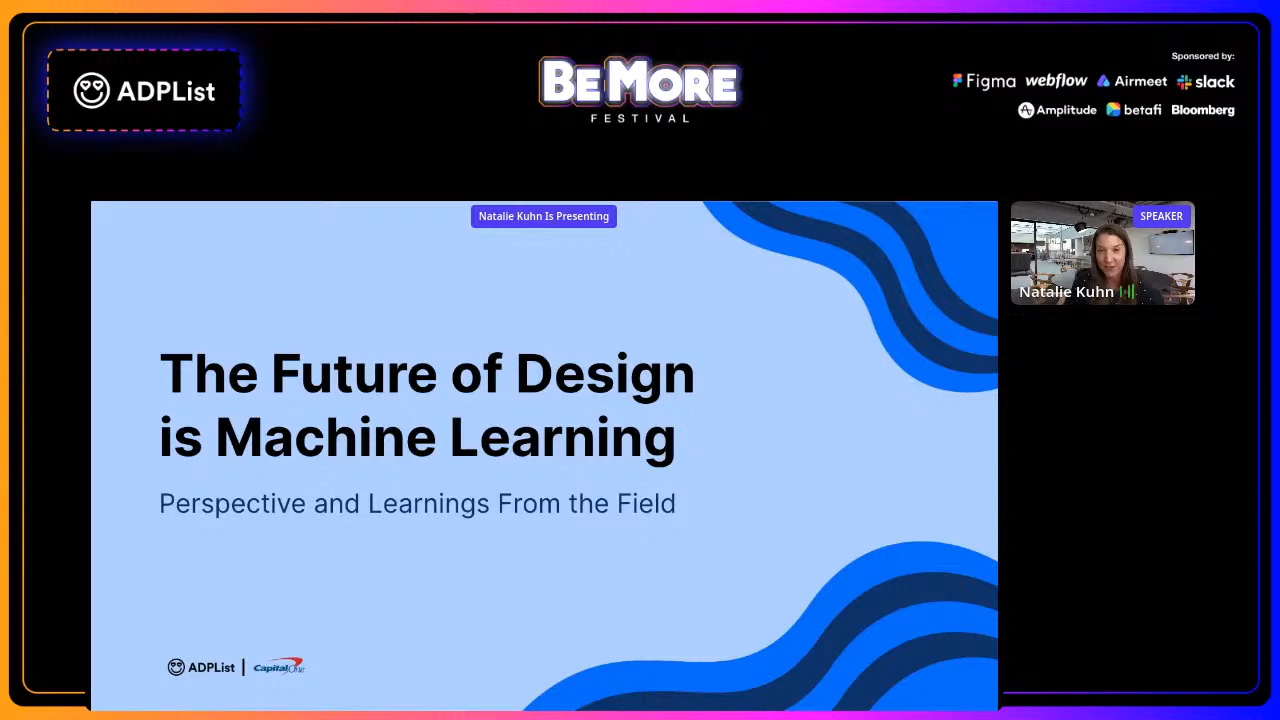 ADPList
BE MORE
FESTIVAL
Sponsored by:
Figma webflow Airmeet slack
Amplitude betafi Bloomberg
Natalie Kuhn Is Presenting
SPEAKER
Natalie Kuhn
The Future of Design
is Machine Learning
Perspective and Learnings From the Field
ADPList | Capital One